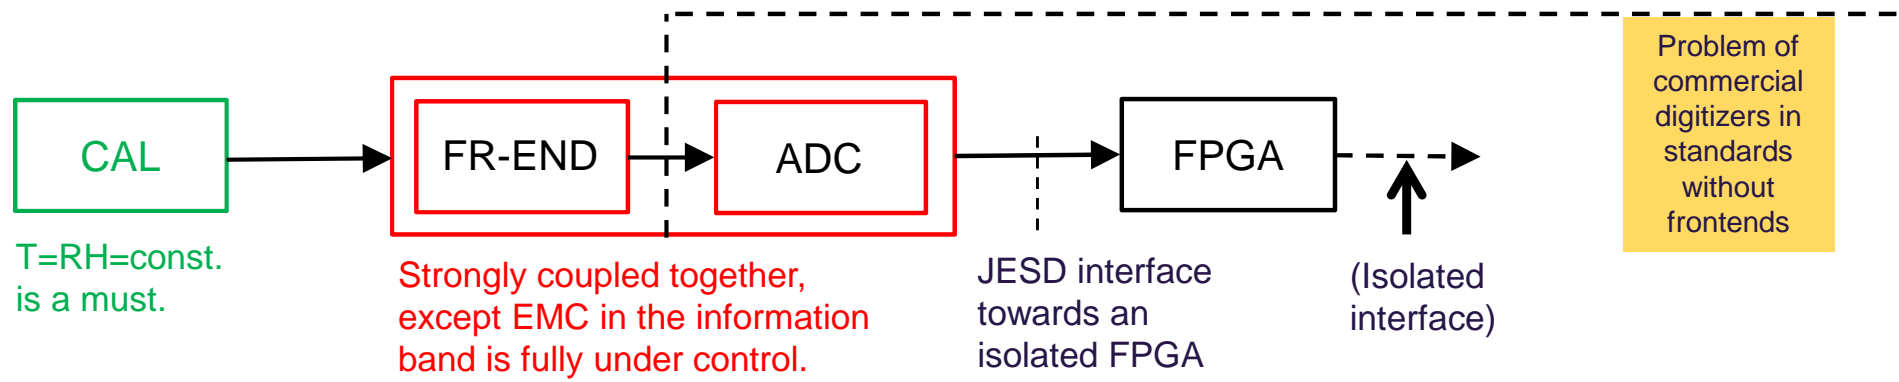 Problem of
commercial
digitizers in
standards
without
frontends
CAL
FR-END
ADC
FPGA
T=RH=const.
is a must.
Strongly coupled together,
except EMC in the information
band is fully under control.
JESD interface
towards an
isolated FPGA
(Isolated
interface)